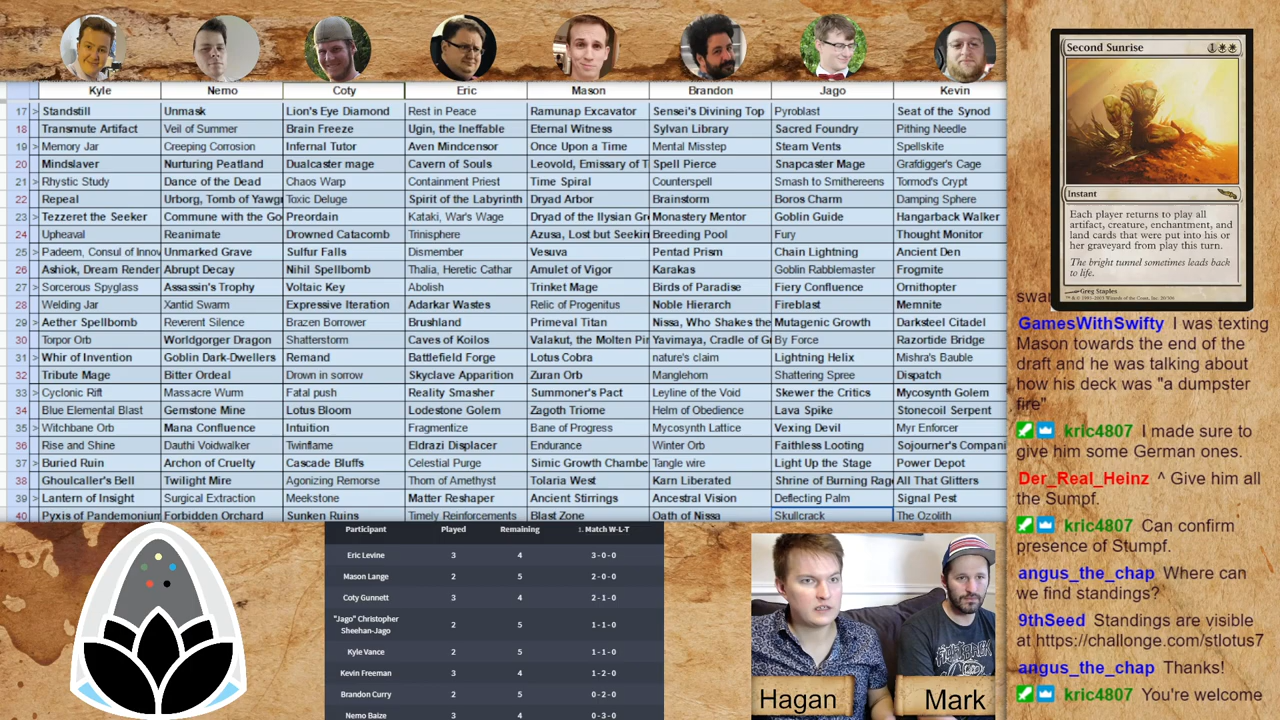 Kyle Nemo Coty Eric Mason Brandon Jago Kevin
17 > Standstill Unmask Lion's Eye Diamond Rest in Peace Ramunap Excavator Sensei's Divining Top Pyroblast Seat of the Synod
18 Transmute Artifact Veil of Summer Brain Freeze Ugin, the Ineffable Eternal Witness Sylvan Library Sacred Foundry Pithing Needle
19 > Memory Jar Creeping Corrosion Infernal Tutor Aven Mindcensor Once Upon a Time Mental Misstep Steam Vents Spellskite
20 Mindslaver Nurturing Peatland Dualcaster mage Cavern of Souls Leovold, Emissary of T Spell Pierce Snapcaster Mage Grafdigger's Cage
21 > Rhystic Study Dance of the Dead Chaos Warp Containment Priest Time Spiral Counterspell Smash to Smithereens Tormod's Crypt
22 Repeal Urborg, Tomb of Yawgr Toxic Deluge Spirit of the Labyrinth Dryad Arbor Brainstorm Boros Charm Damping Sphere
23 > Tezzeret the Seeker Commune with the Go Preordain Kataki, War's Wage Dryad of the Ilysian Gr Monastery Mentor Goblin Guide Hangarback Walker
24 Upheaval Reanimate Drowned Catacomb Trinisphere Azusa, Lost but Seekin Breeding Pool Fury Thought Monitor
25 > Padeem, Consul of Innov Unmarked Grave Sulfur Falls Dismember Vesuva Pentad Prism Chain Lightning Ancient Den
26 Ashiok, Dream Render Abrupt Decay Nihil Spellbomb Thalia, Heretic Cathar Amulet of Vigor Karakas Goblin Rabblemaster Frogmite
27 > Sorcerous Spyglass Assassin's Trophy Voltaic Key Abolish Trinket Mage Birds of Paradise Fiery Confluence Ornithopter
28 Welding Jar Xantid Swarm Expressive Iteration Adarkar Wastes Relic of Progenitus Noble Hierarch Fireblast Memnite
29 > Aether Spellbomb Reverent Silence Brazen Borrower Brushland Primeval Titan Nissa, Who Shakes the Mutagenic Growth Darksteel Citadel
30 Torpor Orb Worldgorger Dragon Shatterstorm Caves of Koilos Valakut, the Molten Pi Yavimaya, Cradle of G By Force Razortide Bridge
31 > Whir of Invention Goblin Dark-Dwellers Remand Battlefield Forge Lotus Cobra nature's claim Lightning Helix Mishra's Bauble
32 Tribute Mage Bitter Ordeal Drown in sorrow Skyclave Apparition Zuran Orb Manglehorn Shattering Spree Dispatch
33 > Cyclonic Rift Massacre Wurm Fatal push Reality Smasher Summoner's Pact Leyline of the Void Skewer the Critics Mycosynth Golem
34 Blue Elemental Blast Gemstone Mine Lotus Bloom Lodestone Golem Zagoth Triome Helm of Obedience Lava Spike Stonecoil Serpent
35 > Witchbane Orb Mana Confluence Intuition Fragmentize Bane of Progress Mycosynth Lattice Vexing Devil Myr Enforcer
36 Rise and Shine Dauthi Voidwalker Twinflame Eldrazi Displacer Endurance Winter Orb Faithless Looting Sojourner's Compani
37 > Buried Ruin Archon of Cruelty Cascade Bluffs Celestial Purge Simic Growth Chambe Tangle wire Light Up the Stage Power Depot
38 Ghoulcaller's Bell Twilight Mire Agonizing Remorse Thorn of Amethyst Tolaria West Karn Liberated Shrine of Burning Rag All That Glitters
39 > Lantern of Insight Surgical Extraction Meekstone Matter Reshaper Ancient Stirrings Ancestral Vision Deflecting Palm Signal Pest
40 Pyxis of Pandemonium Forbidden Orchard Sunken Ruins Timely Reinforcements Blast Zone Oath of Nissa Skullcrack The Ozolith
Participant Played Remaining 1. Match W-L-T
Eric Levine 3 4 3 - 0 - 0
Mason Lange 2 5 2 - 0 - 0
Coty Gunnett 3 4 2 - 1 - 0
"Jago" Christopher
Sheehan-Jago 2 5 1 - 1 - 0
Kyle Vance 2 5 1 - 1 - 0
Kevin Freeman 3 4 1 - 2 - 0
Brandon Curry 2 5 0 - 2 - 0
Nemo Baize 3 4 0 - 3 - 0
Hagan Mark
Second Sunrise 1
Instant
Each player returns to play all
artifact, creature, enchantment, and
land cards that were put into his or
her graveyard from play this turn.
The bright tunnel sometimes leads back
to life.
Greg Staples
swar
GamesWithSwifty I was texting
Mason towards the end of the
draft and he was talking about
how his deck was "a dumpster
fire"
kric4807 I made sure to
give him some German ones.
Der_Real_Heinz ^ Give him all
the Sumpf.
kric4807 Can confirm
presence of Stumpf.
angus_the_chap Where can
we find standings?
9thSeed Standings are visible
at https://challonge.com/stlotus7
angus_the_chap Thanks!
kric4807 You're welcome